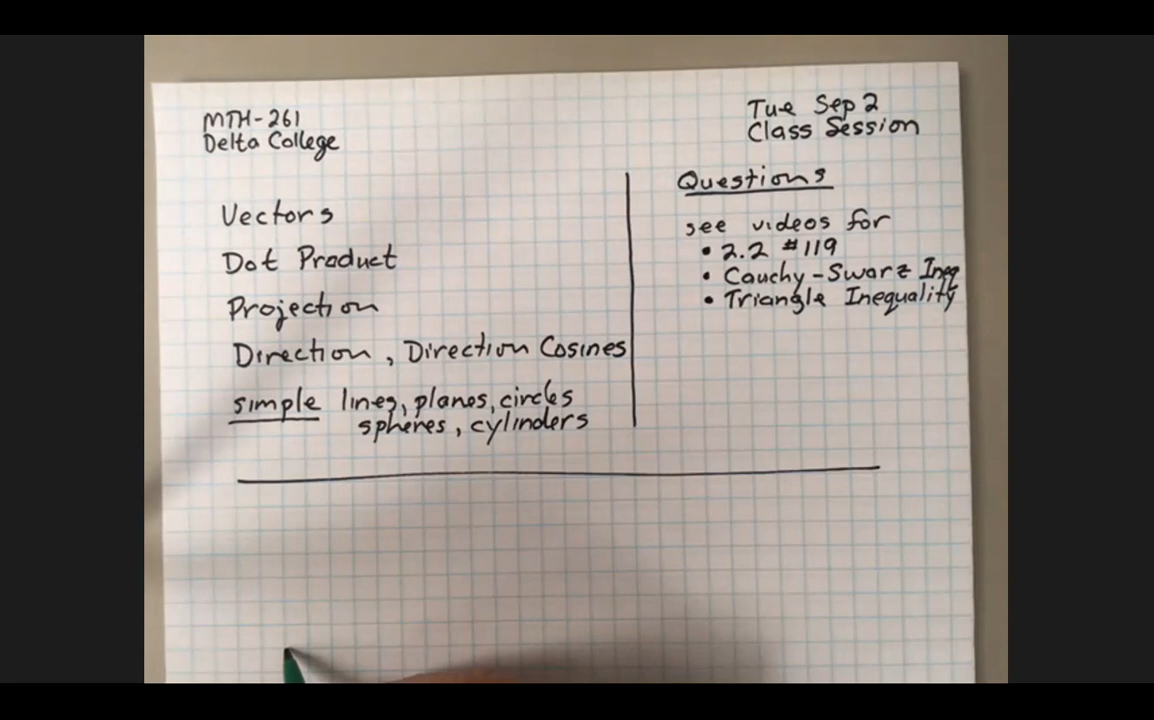 MTH-261
Delta College
Tue Sep 2
Class Session
Vectors
Dot Product
Projection
Direction, Direction Cosines
simple lines, planes, circles
spheres, cylinders
Questions
see videos for
• 2.2 #119
• Cauchy-Swarz Ineq
• Triangle Inequality